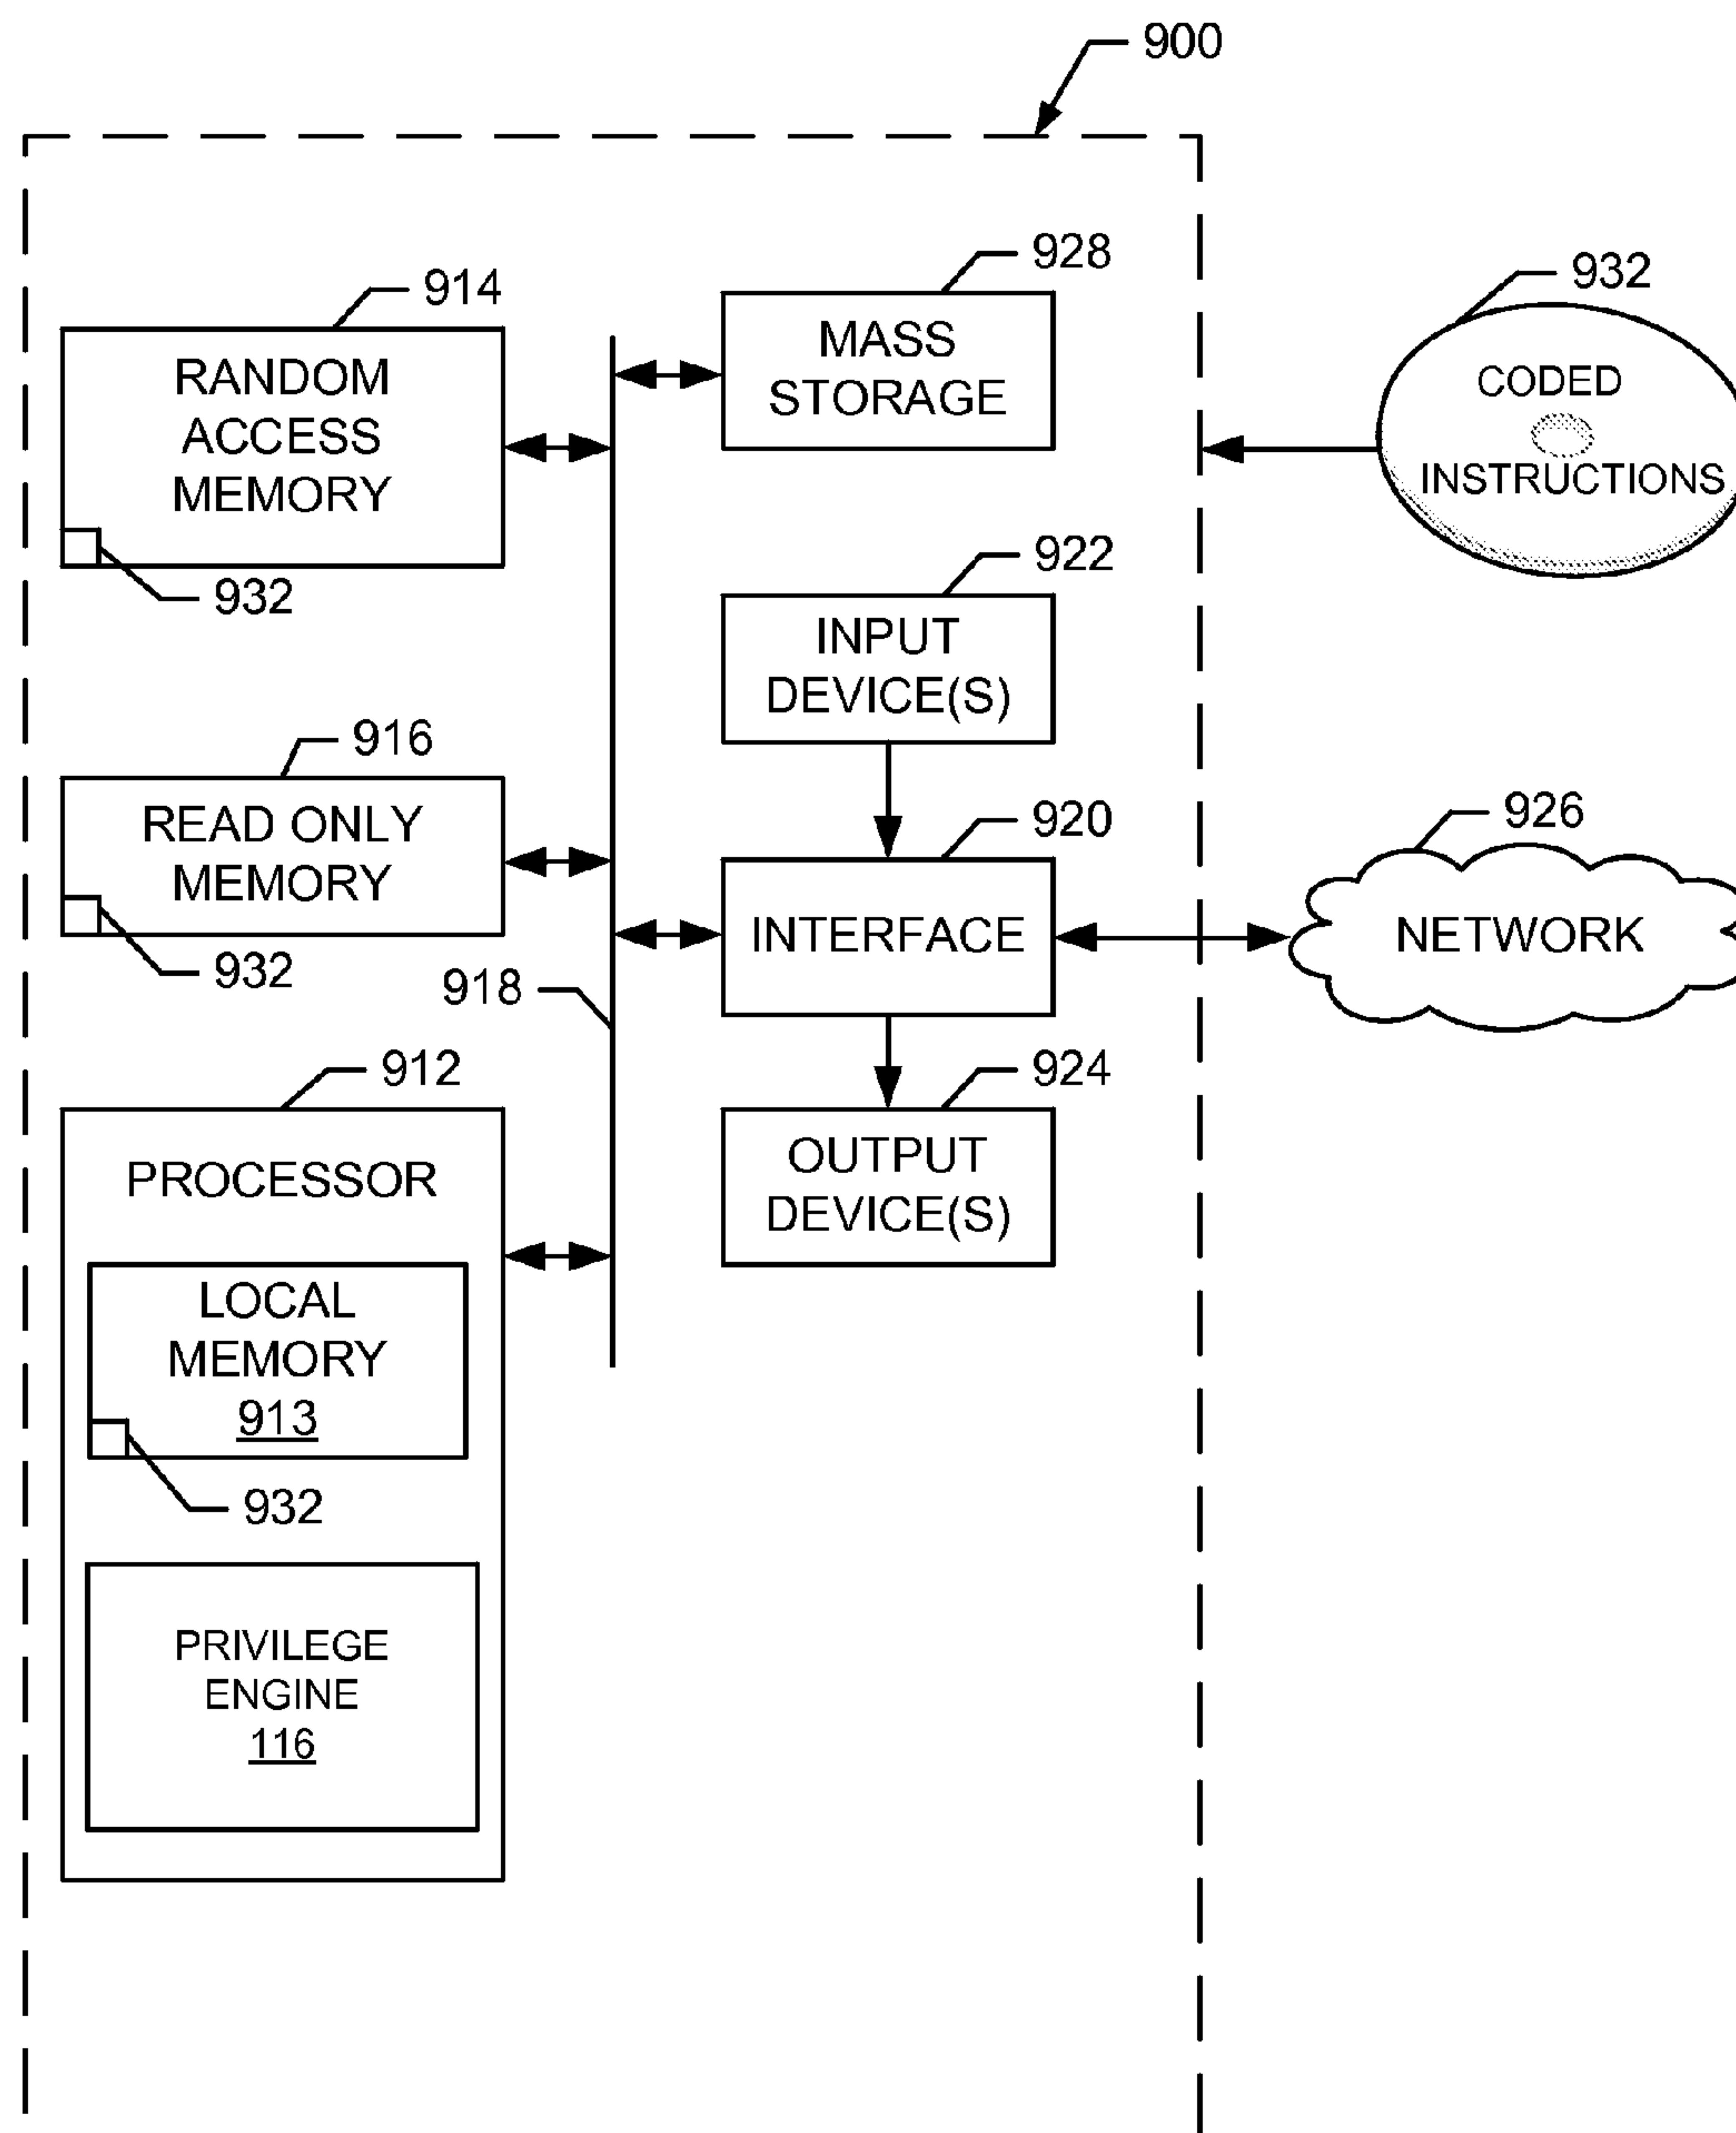 900
928
914
932
MASS
STORAGE
RANDOM
ACCESS
MEMORY
CODED
INSTRUCTIONS
932
922
INPUT
DEVICE(S)
916
920
926
READ ONLY
MEMORY
932
INTERFACE
NETWORK
918
912
924
PROCESSOR
OUTPUT
DEVICE(S)
LOCAL
MEMORY
913
932
PRIVILEGE
ENGINE
116